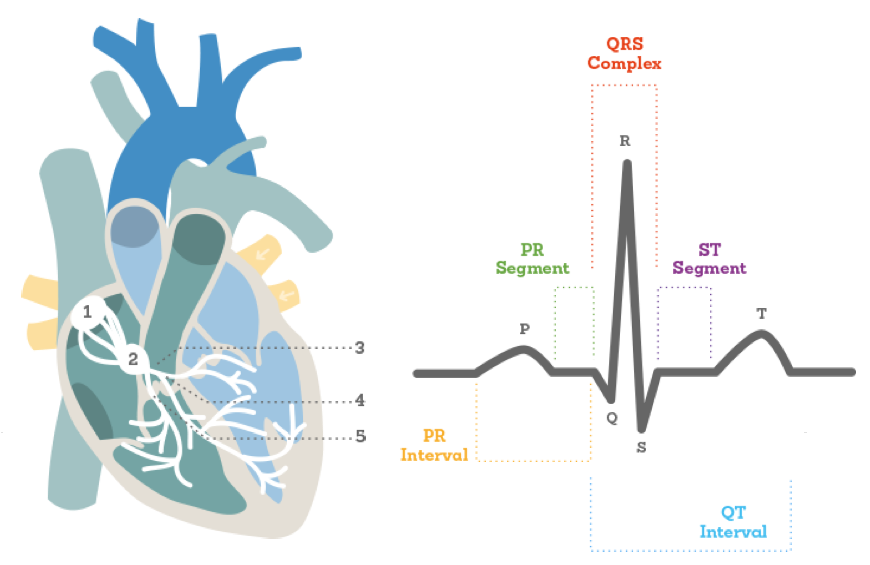 1
2
3
4
5
QRS
Complex
R
PR
Segment
ST
Segment
P
T
Q
S
PR
Interval
QT
Interval